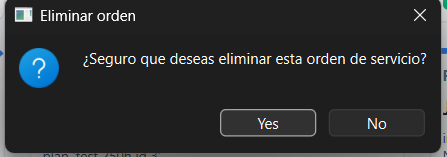 Eliminar orden
¿Seguro que deseas eliminar esta orden de servicio?
Yes
No